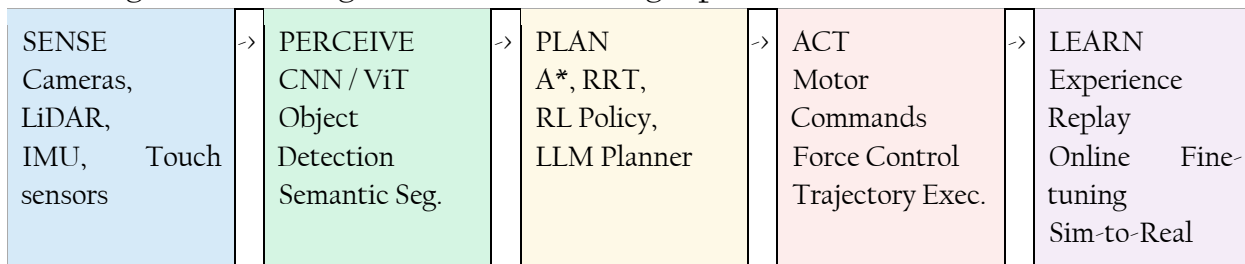 SENSE
Cameras,
LiDAR,
IMU, Touch
sensors
->
PERCEIVE
CNN / ViT
Object
Detection
Semantic Seg.
->
PLAN
A*, RRT,
RL Policy,
LLM Planner
->
ACT
Motor
Commands
Force Control
Trajectory Exec.
->
LEARN
Experience
Replay
Online Fine-
tuning
Sim-to-Real